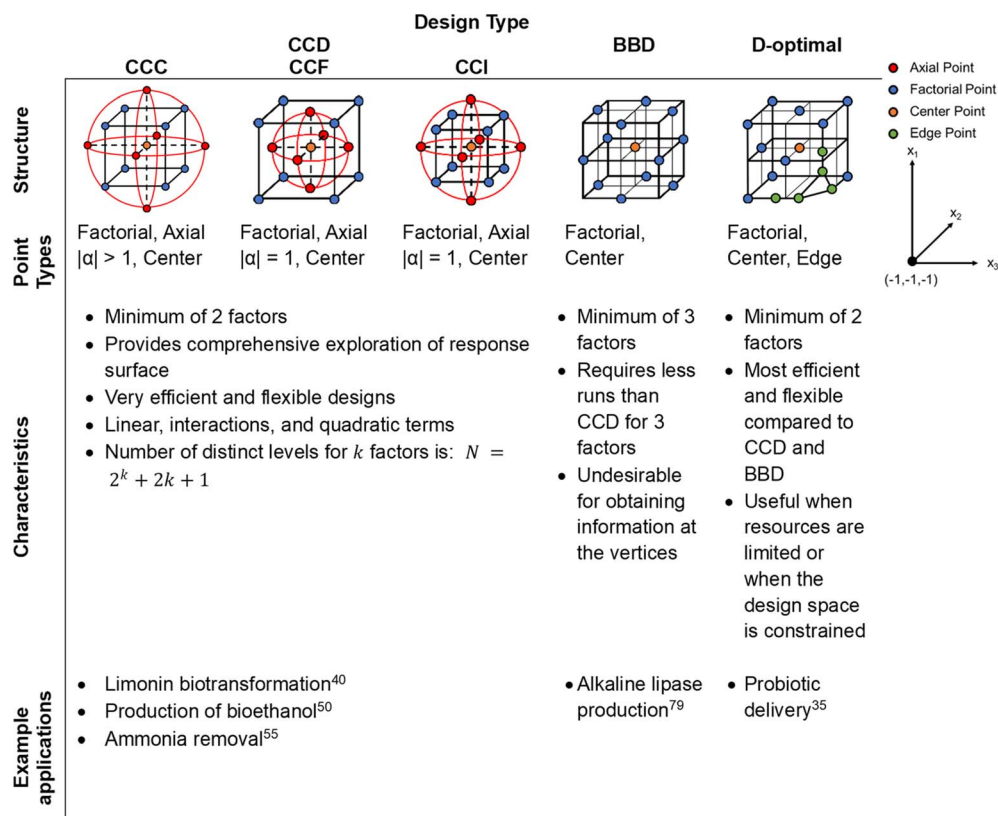 Design Type
CCD
BBD
D-optimal
CCC
CCF
CCI
Axial Point
Factorial Point
Center Point
Edge Point
x₁
x₂
x₃
(-1,-1,-1)
Structure
Point
Types
Factorial, Axial
|α| > 1, Center
Factorial, Axial
|α| = 1, Center
Factorial, Axial
|α| = 1, Center
Factorial,
Center
Factorial,
Center, Edge
Characteristics
• Minimum of 2 factors
• Provides comprehensive exploration of response
surface
• Very efficient and flexible designs
• Linear, interactions, and quadratic terms
• Number of distinct levels for k factors is: N =
2ᵏ + 2k + 1
• Minimum of 3
factors
• Requires less
runs than
CCD for 3
factors
• Undesirable
for obtaining
information at
the vertices
• Minimum of 2
factors
• Most efficient
and flexible
compared to
CCD and
BBD
• Useful when
resources are
limited or
when the
design space
is constrained
Example
applications
• Limonin biotransformation⁴⁰
• Production of bioethanol⁵⁰
• Ammonia removal⁵⁵
• Alkaline lipase
production⁷⁹
• Probiotic
delivery³⁵